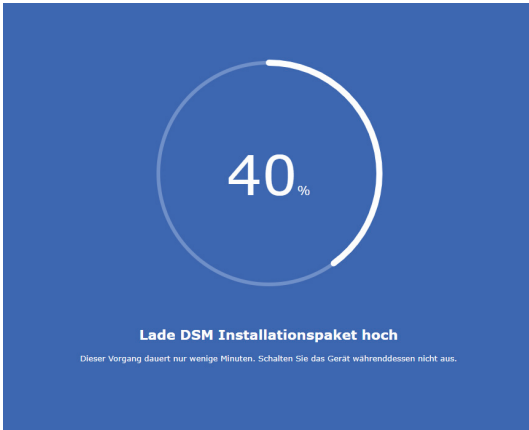 40%
Lade DSM Installationspaket hoch
Dieser Vorgang dauert nur wenige Minuten. Schalten Sie das Gerät währenddessen nicht aus.